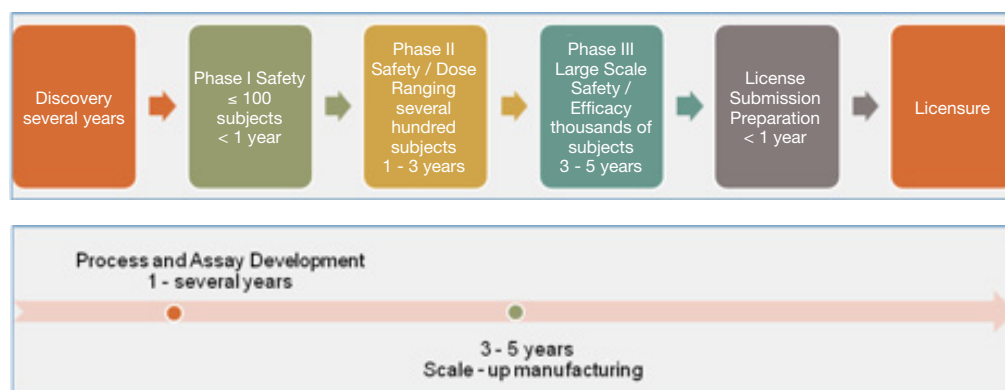 Discovery
several years
Phase I Safety
≤ 100
subjects
< 1 year
Phase II
Safety / Dose
Ranging
several
hundred
subjects
1 - 3 years
Phase III
Large Scale
Safety /
Efficacy
thousands of
subjects
3 - 5 years
License
Submission
Preparation
< 1 year
Licensure
Process and Assay Development
1 - several years
3 - 5 years
Scale - up manufacturing